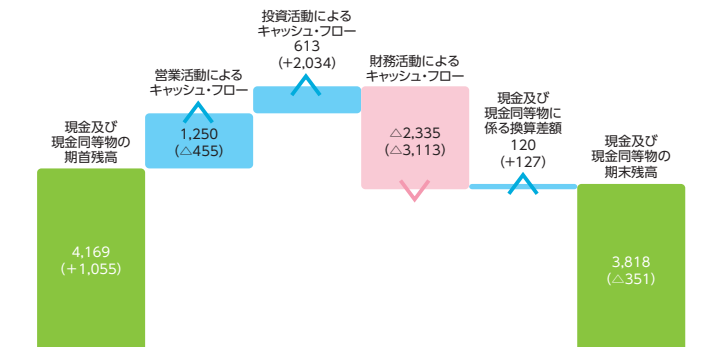 現金及び
現金同等物の
期首残高
4,169
(+1,055)
営業活動による
キャッシュ・フロー
1,250
(△455)
投資活動による
キャッシュ・フロー
613
(+2,034)
財務活動による
キャッシュ・フロー
△2,335
(△3,113)
現金及び
現金同等物に
係る換算差額
120
(+127)
現金及び
現金同等物の
期末残高
3,818
(△351)